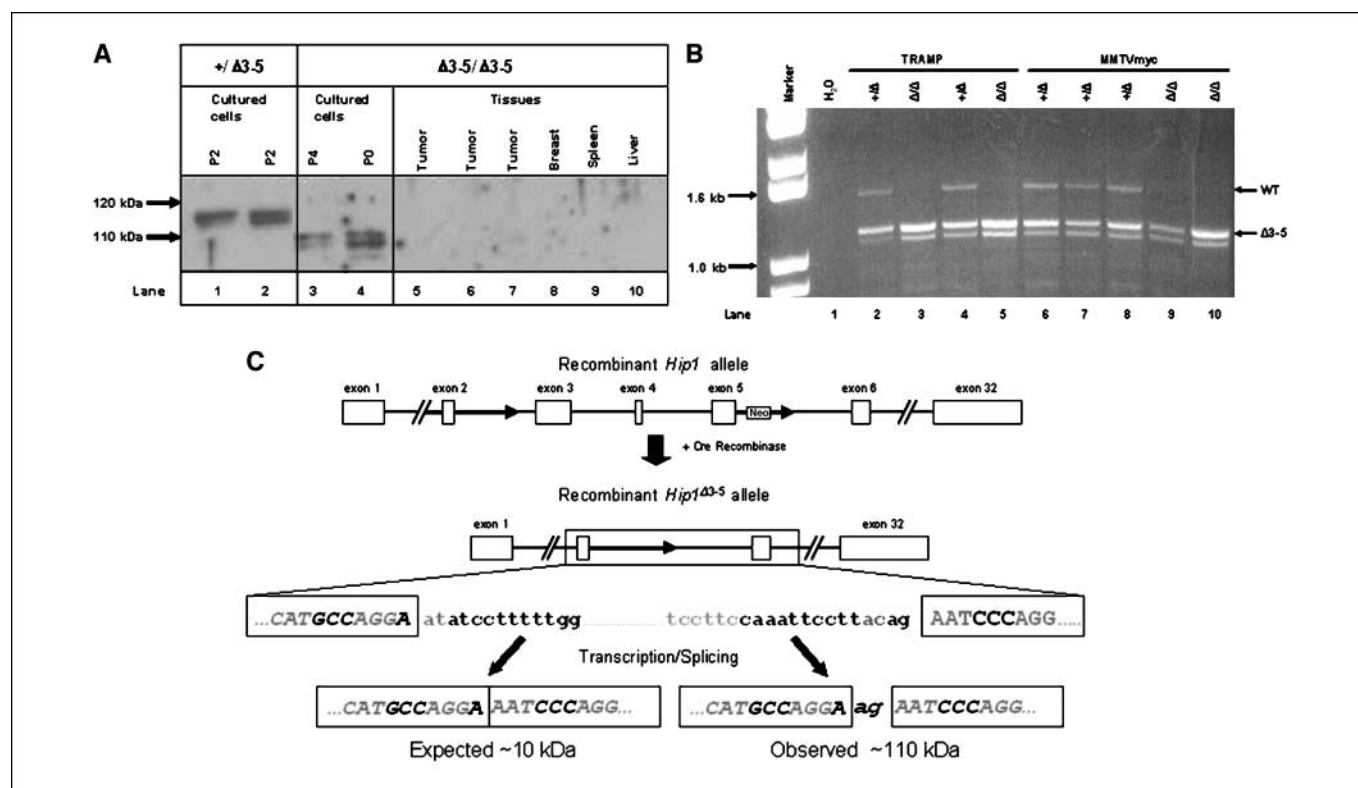 A
+/ Δ3-5
Δ3-5/ Δ3-5
Cultured cells
Cultured cells
Tissues
P2
P2
P4
P0
Tumor
Tumor
Tumor
Breast
Spleen
Liver
120 kDa
110 kDa
Lane 1 2 3 4 5 6 7 8 9 10
B
TRAMP
MMTVmyc
Marker
H2O
+/Δ
Δ/Δ
+/Δ
Δ/Δ
+/Δ
+/Δ
+/Δ
Δ/Δ
Δ/Δ
1.6 kb
WT
Δ3-5
1.0 kb
Lane 1 2 3 4 5 6 7 8 9 10
C
Recombinant Hip1 allele
exon 1 exon 2 exon 3 exon 4 exon 5 exon 6 exon 32
Neo
+ Cre Recombinase
Recombinant Hip1Δ3-5 allele
exon 1 exon 32
...CATGCCAGGA atatcctttttgg............tccttccaaattccttacag AATCCCAGG.....
Transcription/Splicing
...CATGCCAGGA AATCCCAGG...
...CATGCCAGGA ag AATCCCAGG...
Expected ~10 kDa
Observed ~110 kDa